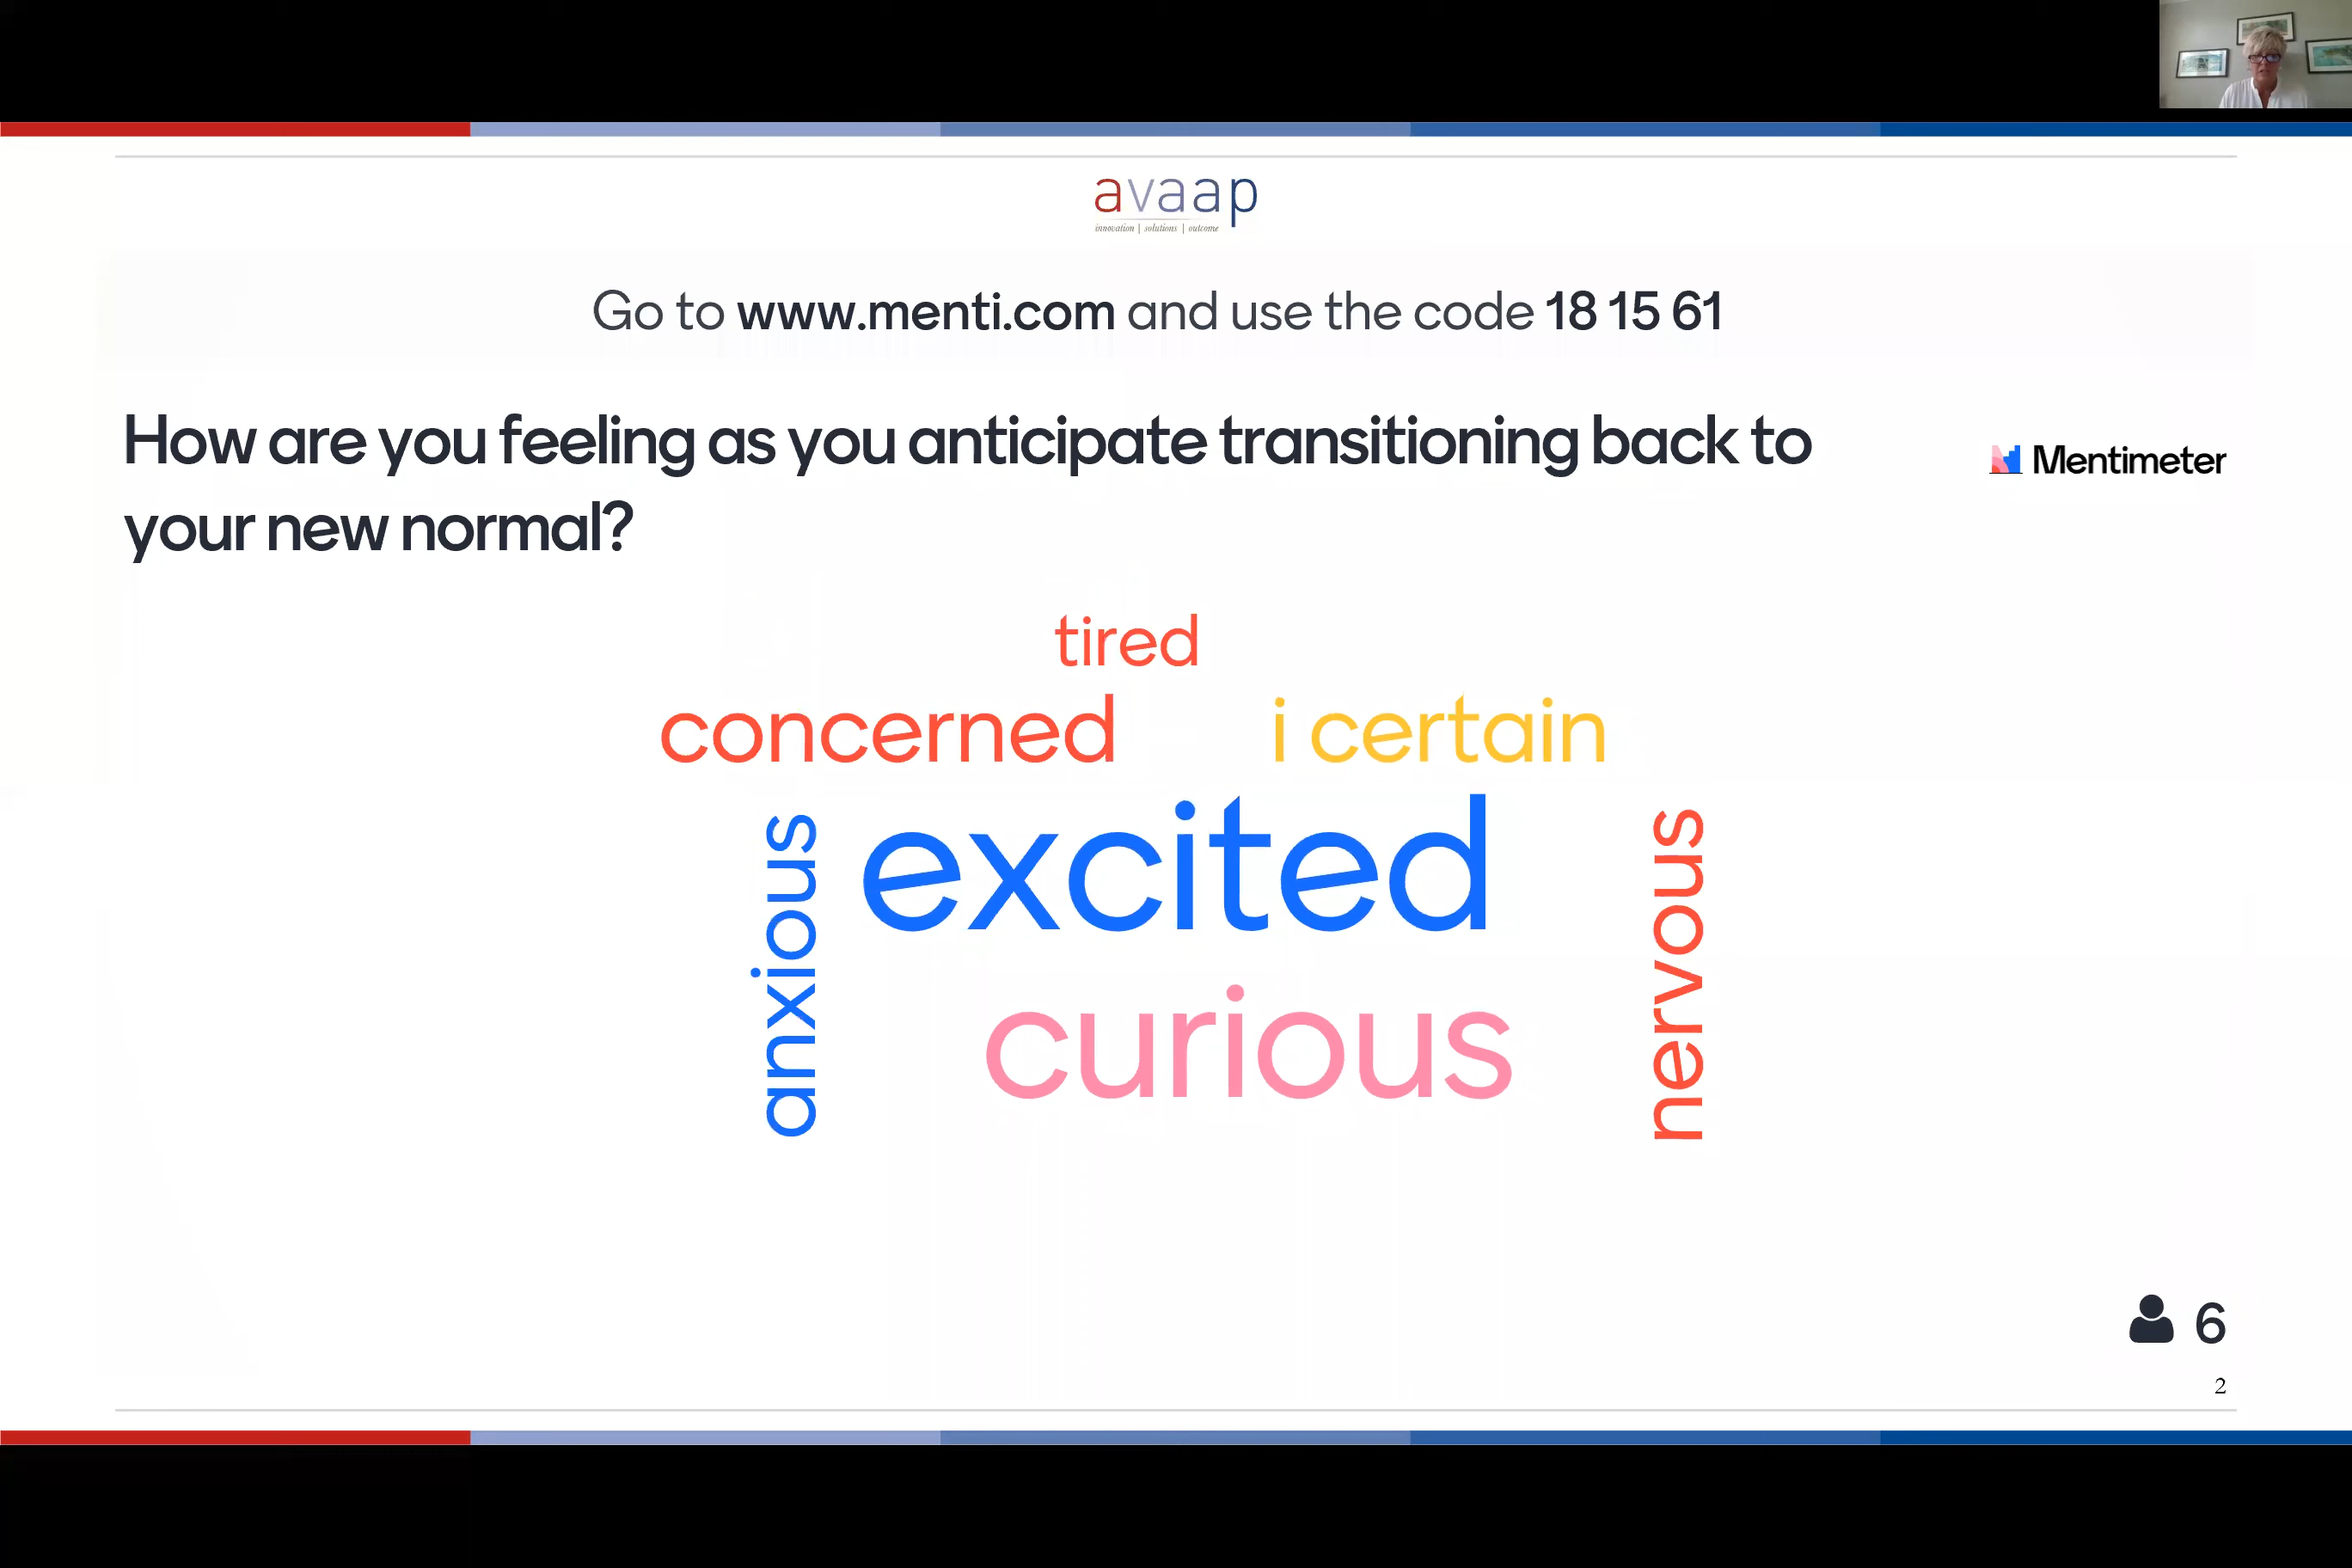 avaap
innovation | solutions | outcome
Go to www.menti.com and use the code 18 15 61
How are you feeling as you anticipate transitioning back to
your new normal?
Mentimeter
tired
concerned
i certain
anxious
excited
nervous
curious
6
2